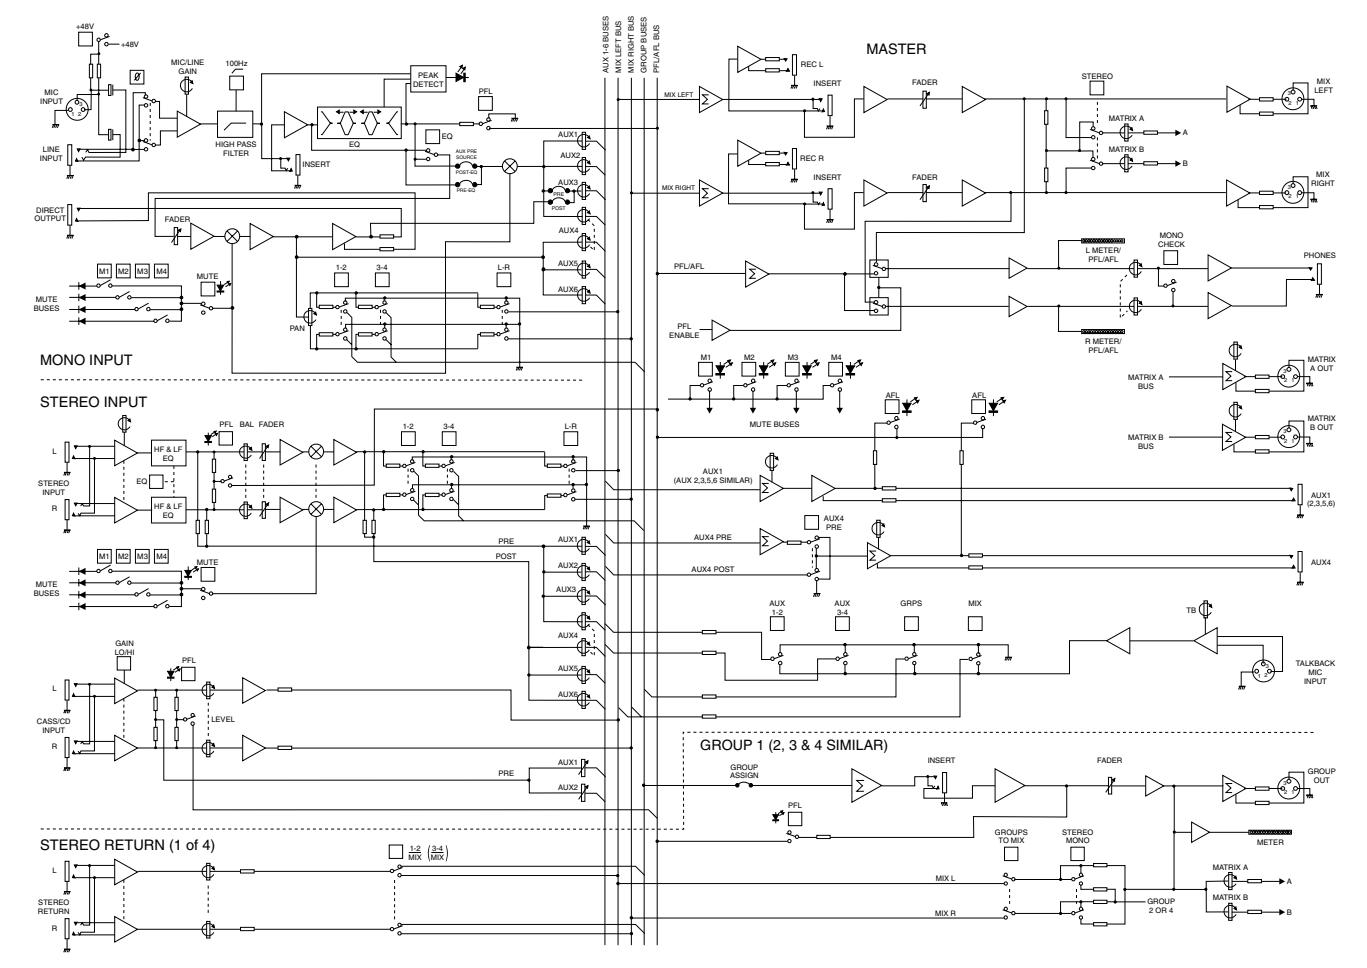 +48V
+48V
MIC INPUT
LINE INPUT
Ø
MIC/LINE GAIN
100Hz
HIGH PASS FILTER
INSERT
PEAK DETECT
EQ
PFL
EQ
AUX PRE SOURCE
POST-EQ
PRE-EQ
AUX1
AUX2
AUX3
PRE
POST
AUX4
AUX5
AUX6
DIRECT OUTPUT
FADER
M1 M2 M3 M4
MUTE
MUTE BUSES
1-2
3-4
L-R
PAN
MONO INPUT
STEREO INPUT
L
STEREO INPUT
R
HF & LF EQ
EQ
HF & LF EQ
PFL
BAL
FADER
1-2
3-4
L-R
PRE
POST
M1 M2 M3 M4
MUTE
MUTE BUSES
AUX1
AUX2
AUX3
AUX4
AUX5
AUX6
GAIN LO/HI
PFL
L
CASS/CD INPUT
R
LEVEL
PRE
AUX1
AUX2
STEREO RETURN (1 of 4)
L
STEREO RETURN
R
1-2 MIX (3-4 MIX)
AUX 1-6 BUSES
MIX LEFT BUS
MIX RIGHT BUS
GROUP BUSES
PFL/AFL BUS
MASTER
REC L
INSERT
MIX LEFT
FADER
STEREO
MATRIX A
A
MATRIX B
B
MIX LEFT
REC R
INSERT
MIX RIGHT
FADER
MIX RIGHT
PFL/AFL
PFL ENABLE
L METER/ PFL/AFL
R METER/ PFL/AFL
MONO CHECK
PHONES
M1 M2 M3 M4
MUTE BUSES
AFL
AFL
MATRIX A BUS
MATRIX A OUT
MATRIX B BUS
MATRIX B OUT
AUX1
(AUX 2,3,5,6 SIMILAR)
AUX1 (2,3,5,6)
AUX4 PRE
AUX4 PRE
AUX4 POST
AUX4
AUX 1-2
AUX 3-4
GRPS
MIX
TB
TALKBACK MIC INPUT
GROUP 1 (2, 3 & 4 SIMILAR)
GROUP ASSIGN
INSERT
FADER
GROUP OUT
PFL
METER
GROUPS TO MIX
STEREO MONO
MIX L
MIX R
GROUP 2 OR 4
MATRIX A
A
MATRIX B
B